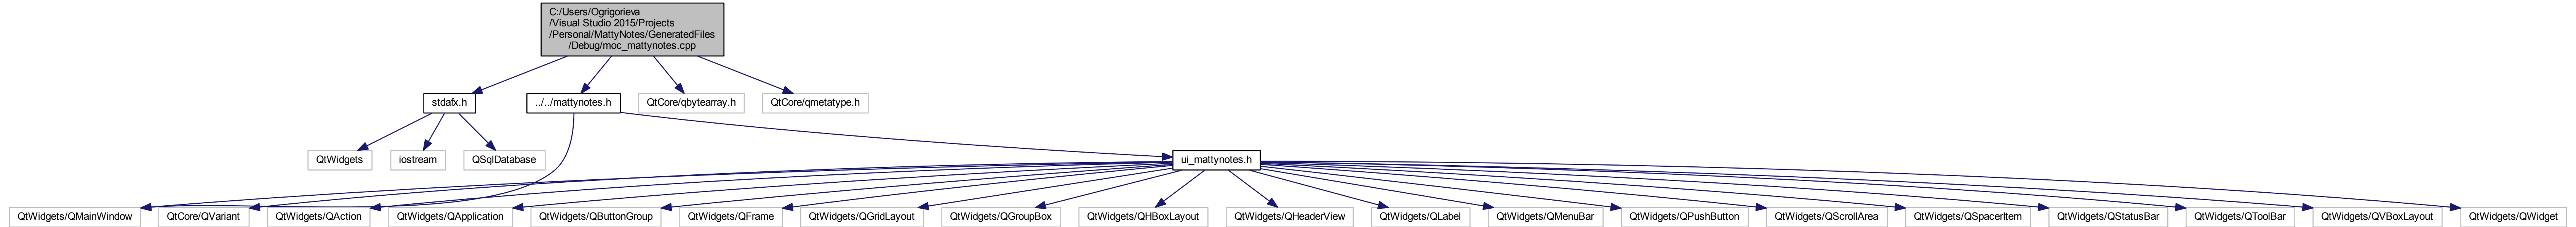 C:/Users/Ogrigorieva
/Visual Studio 2015/Projects
/Personal/MattyNotes/GeneratedFiles
/Debug/moc_mattynotes.cpp
stdafx.h
../../mattynotes.h
QtCore/qbytearray.h
QtCore/qmetatype.h
QtWidgets
iostream
QSqlDatabase
ui_mattynotes.h
QtWidgets/QMainWindow
QtCore/QVariant
QtWidgets/QAction
QtWidgets/QApplication
QtWidgets/QButtonGroup
QtWidgets/QFrame
QtWidgets/QGridLayout
QtWidgets/QGroupBox
QtWidgets/QHBoxLayout
QtWidgets/QHeaderView
QtWidgets/QLabel
QtWidgets/QMenuBar
QtWidgets/QPushButton
QtWidgets/QScrollArea
QtWidgets/QSpacerItem
QtWidgets/QStatusBar
QtWidgets/QToolBar
QtWidgets/QVBoxLayout
QtWidgets/QWidget